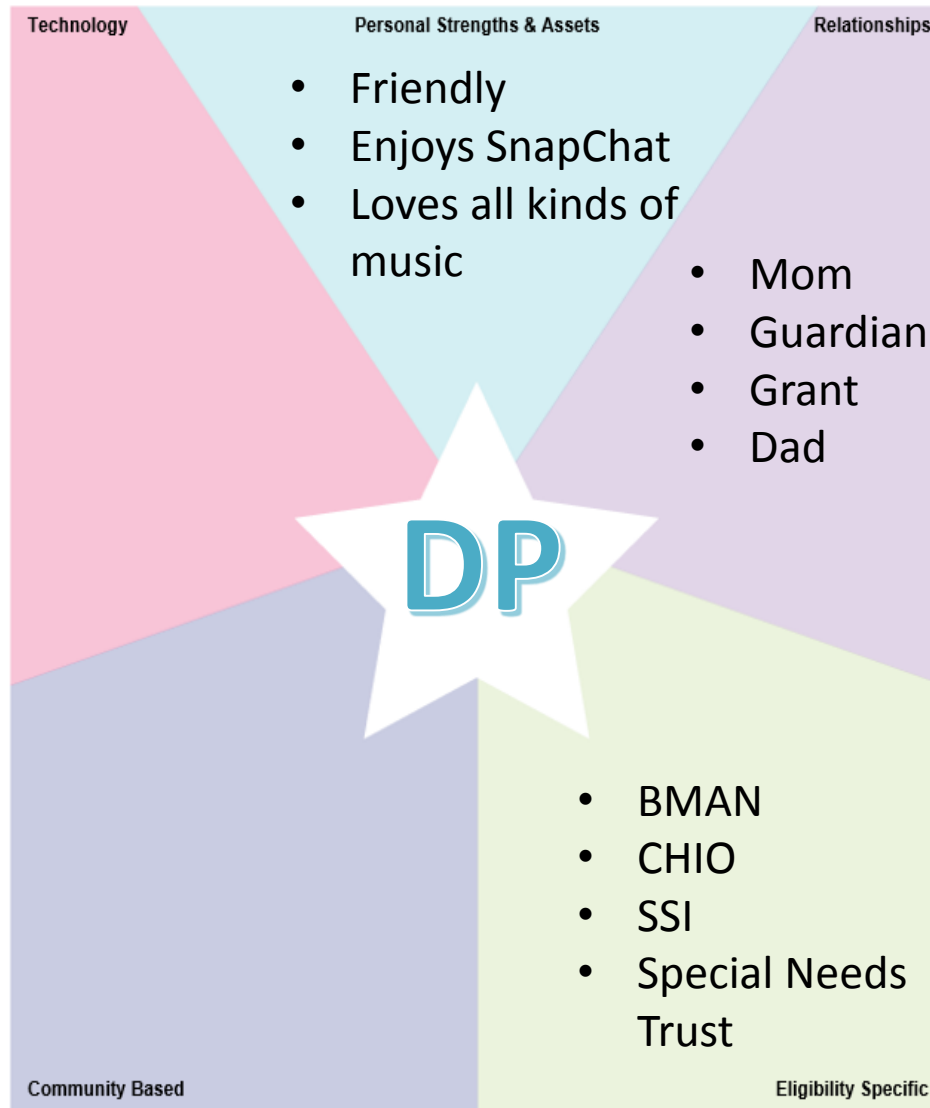 Technology
Personal Strengths & Assets
Relationships
• Friendly
• Enjoys SnapChat
• Loves all kinds of
music
• Mom
• Guardian
• Grant
• Dad
DP
• BMAN
• CHIO
• SSI
• Special Needs
Trust
Community Based
Eligibility Specific